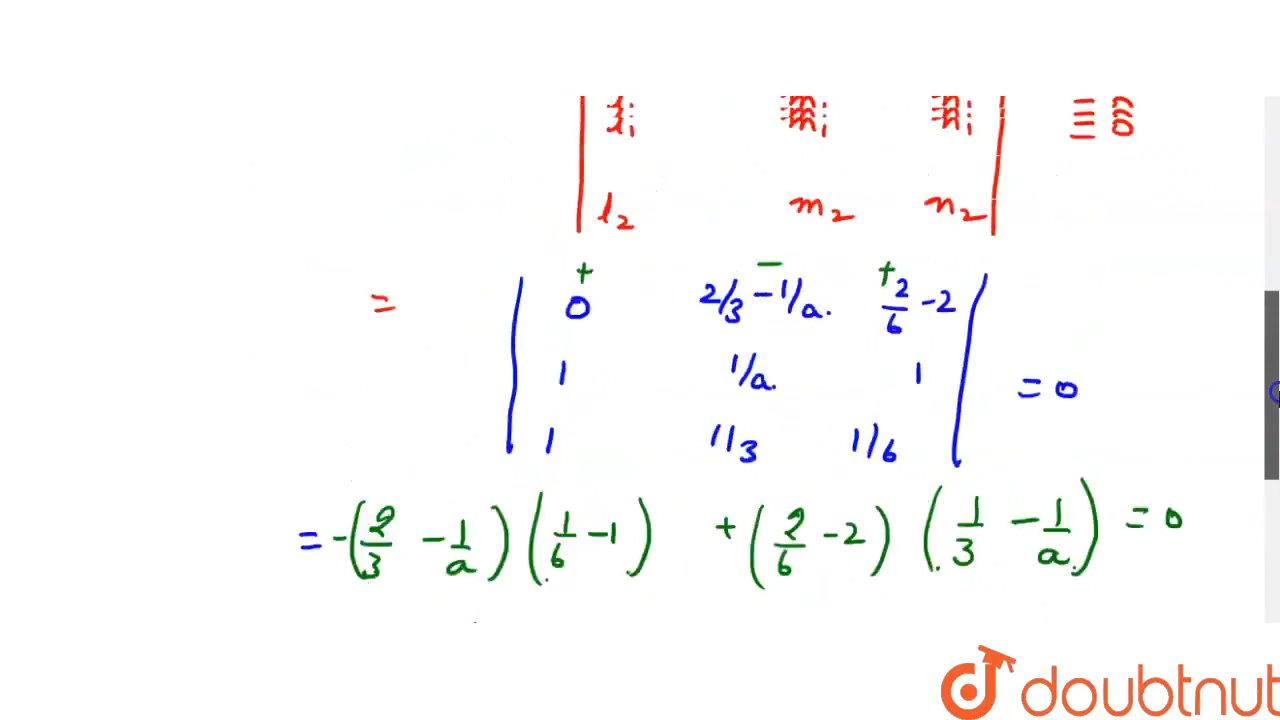 l₂ m₂ n₂
+ − +
= | 0 2/3 − 1/a. 2/6 − 2 |
| 1 1/a. 1 | = 0
| 1 1/3 1/6 |
= −(2/3 − 1/a)(1/6 − 1) + (2/6 − 2)(1/3 − 1/a) = 0
doubtnut